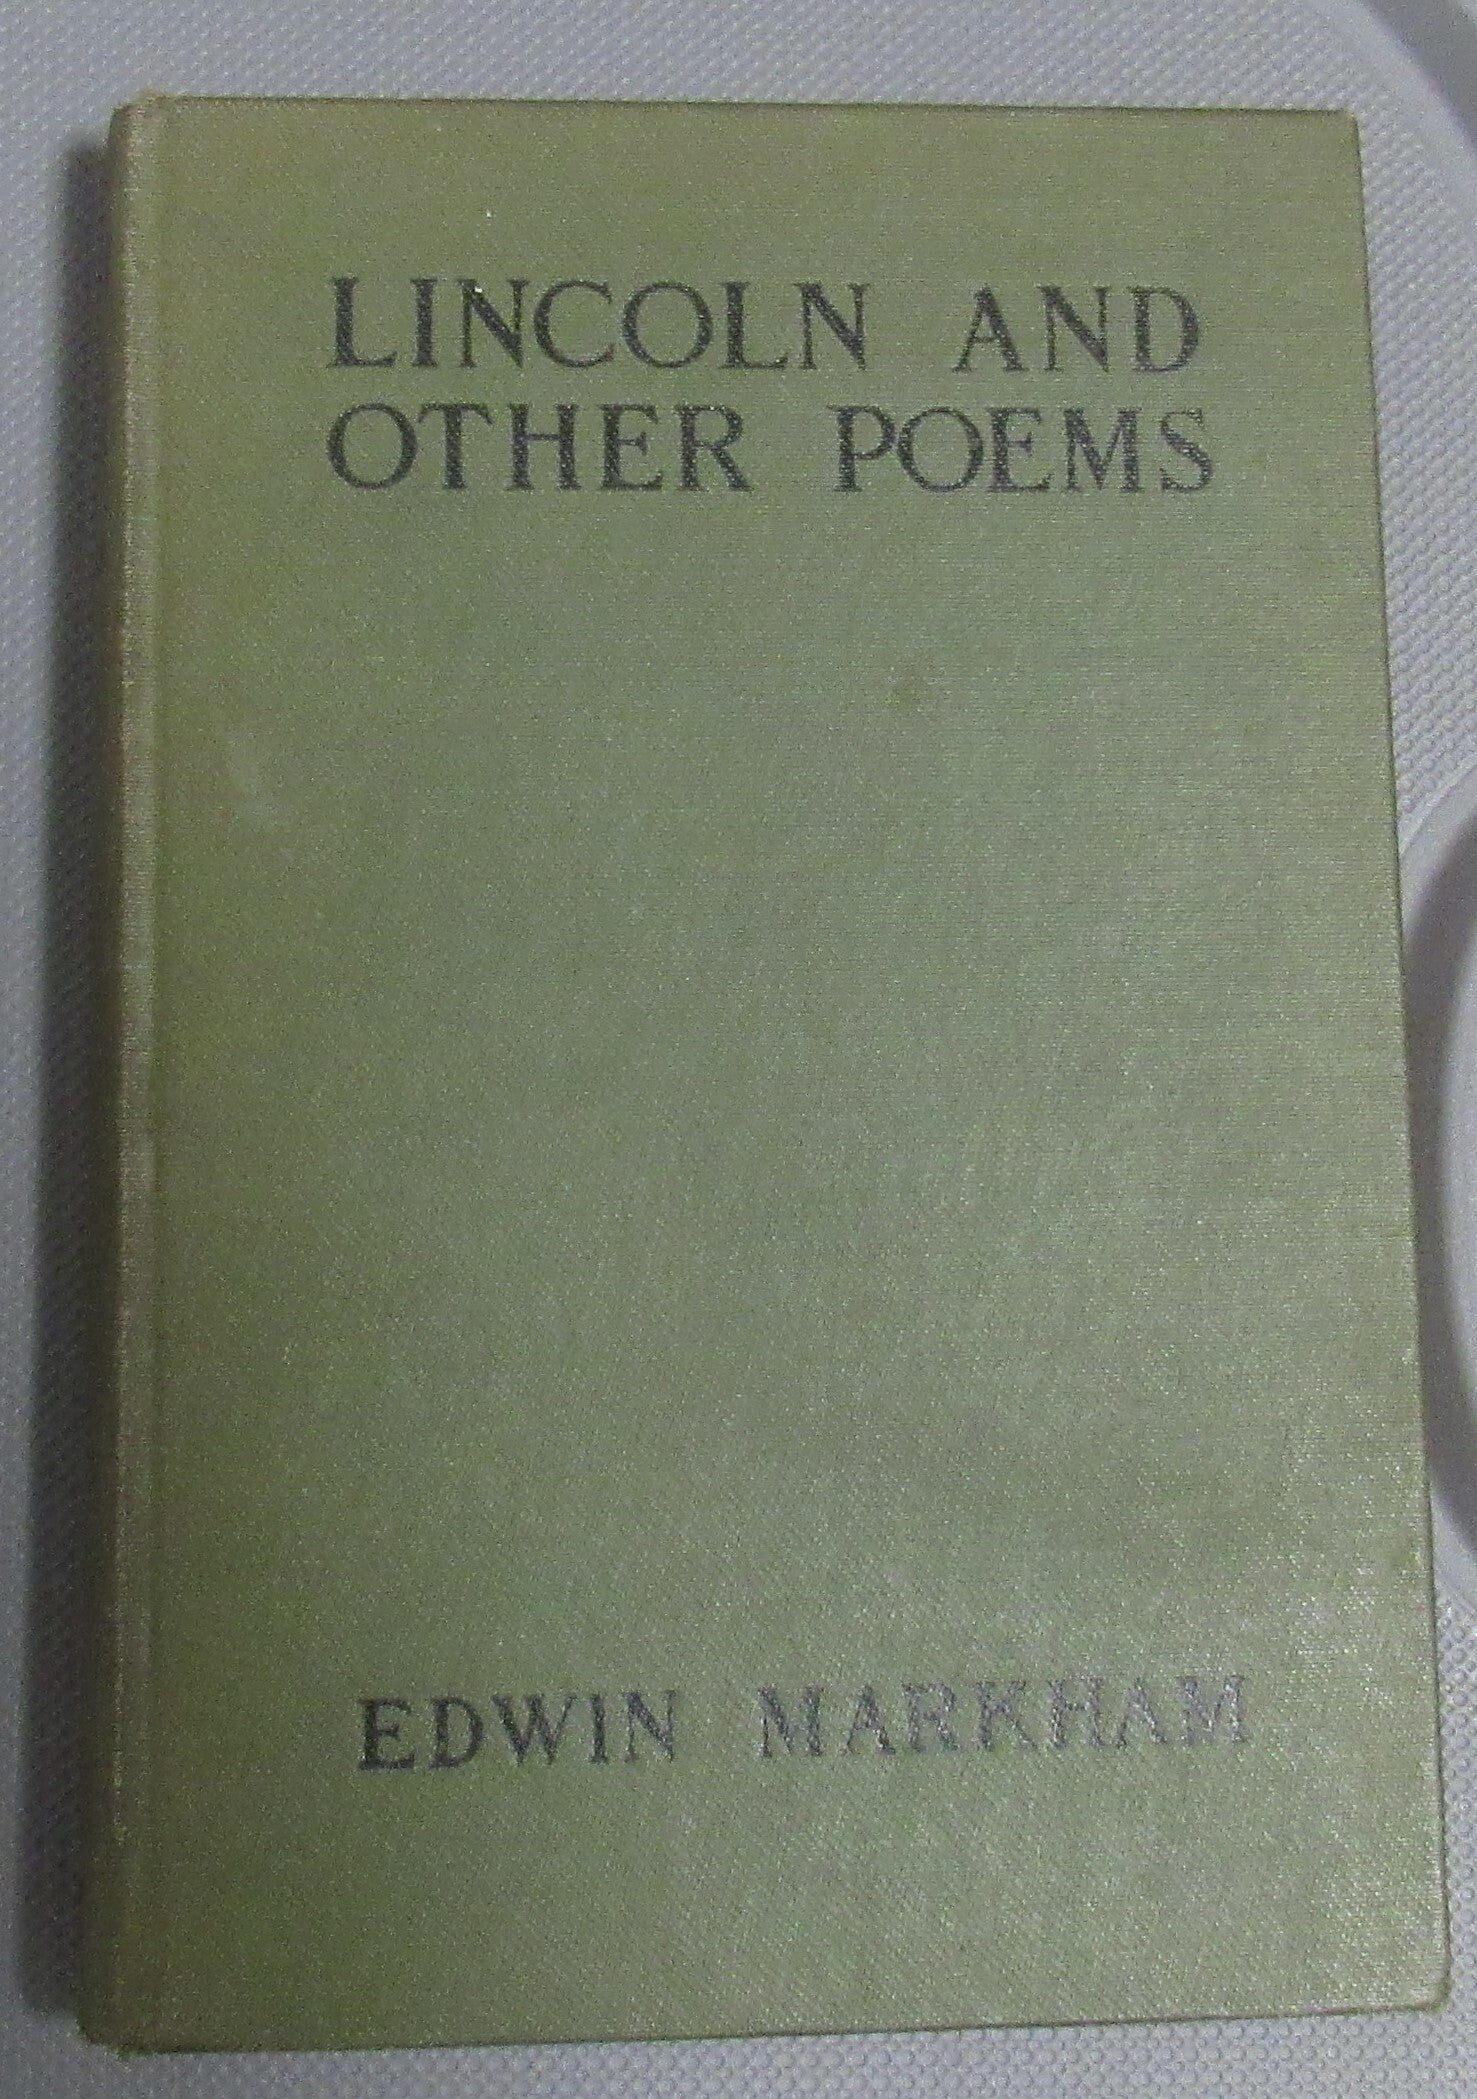 LINCOLN AND
OTHER POEMS
EDWIN MARKHAM